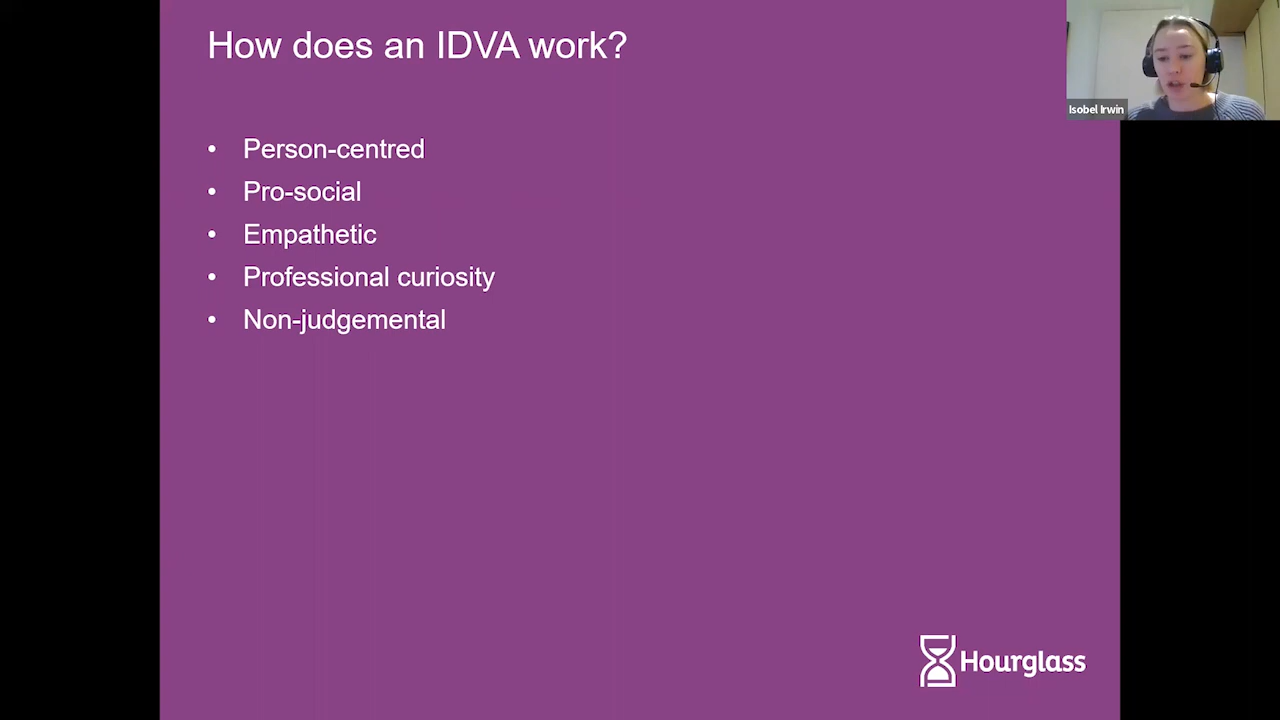 How does an IDVA work?
Isobel Irwin
• Person-centred
• Pro-social
• Empathetic
• Professional curiosity
• Non-judgemental
Hourglass